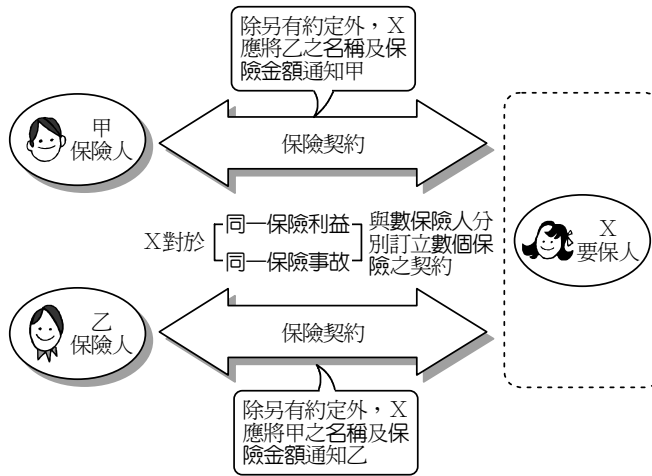 除另有約定外，X
應將乙之名稱及保
險金額通知甲
甲
保險人
保險契約
X對於
同一保險利益
同一保險事故
與數保險人分
別訂立數個保
險之契約
X
要保人
乙
保險人
保險契約
除另有約定外，X
應將甲之名稱及保
險金額通知乙